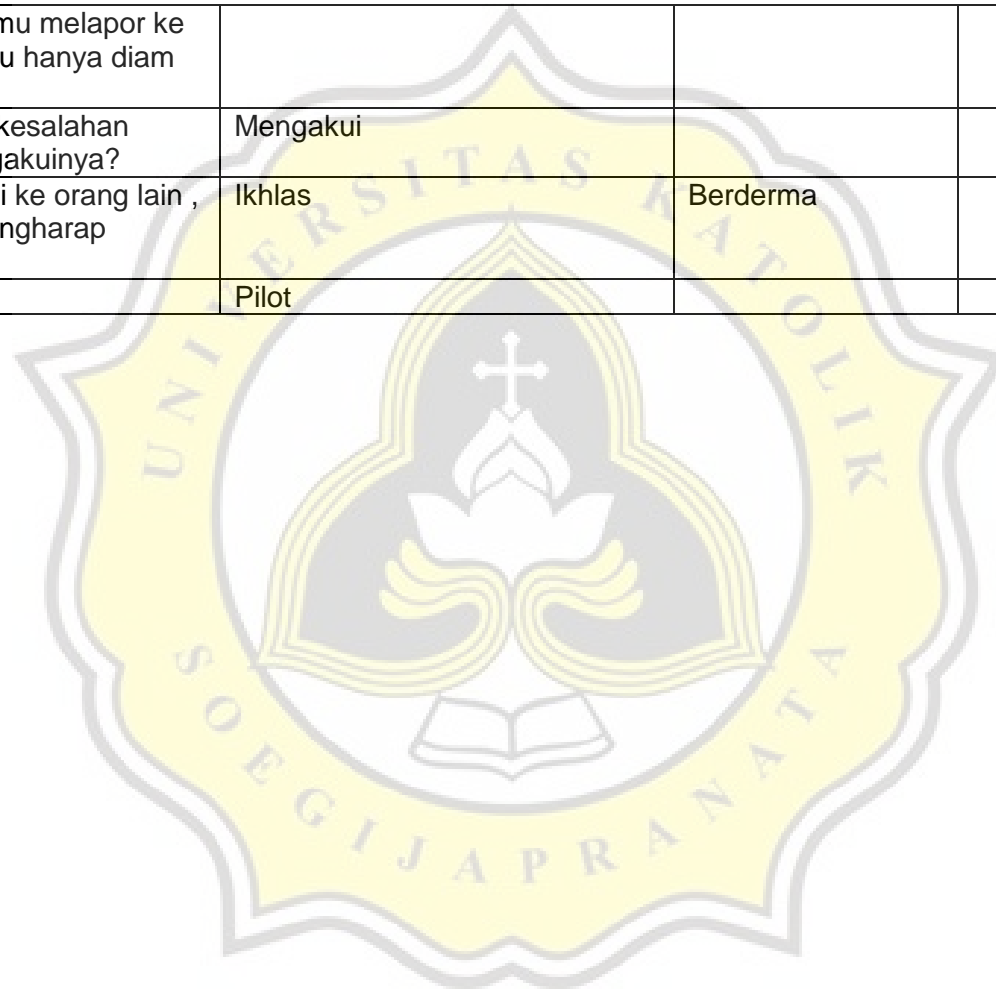 mu melapor ke
u hanya diam
kesalahan
gakuinya?
Mengakui
i ke orang lain ,
ngharap
Ikhlas
Berderma
Pilot
UNIVERSITAS KATOLIK
SOEGIJAPRANATA